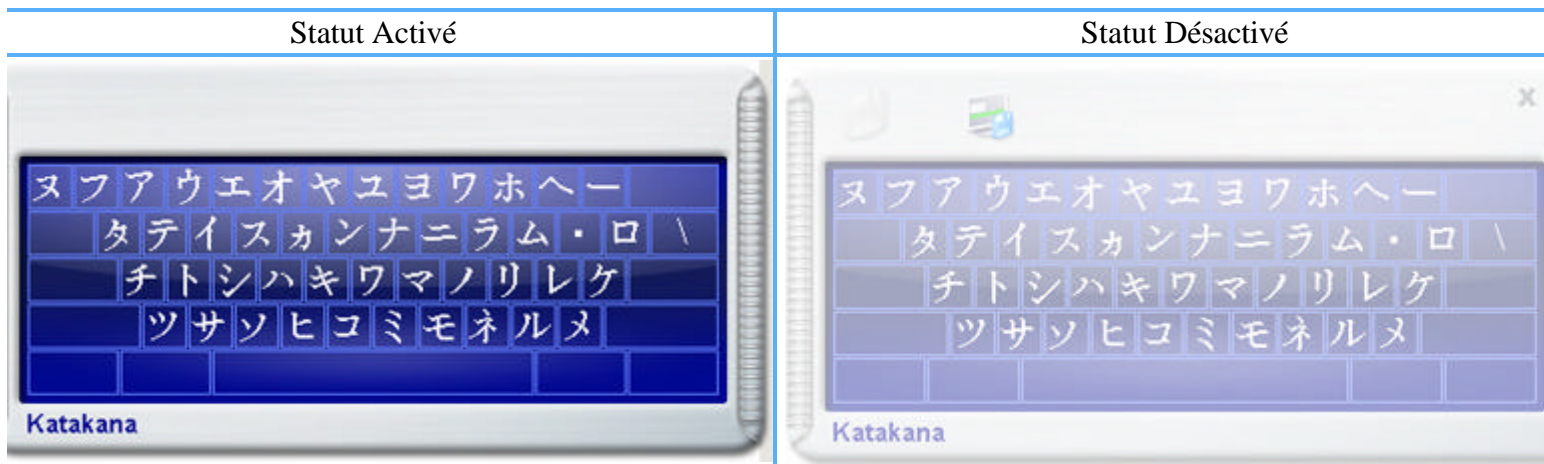 Statut Activé
Statut Désactivé
ヌフアウエオヤユヨワホヘー
タテイスカンナニラム・ロ \
チトシハキワマノリレケ
ツサソヒコミモネルメ
Katakana
x
ヌフアウエオヤユヨワホヘー
タテイスカンナニラム・ロ \
チトシハキワマノリレケ
ツサソヒコミモネルメ
Katakana